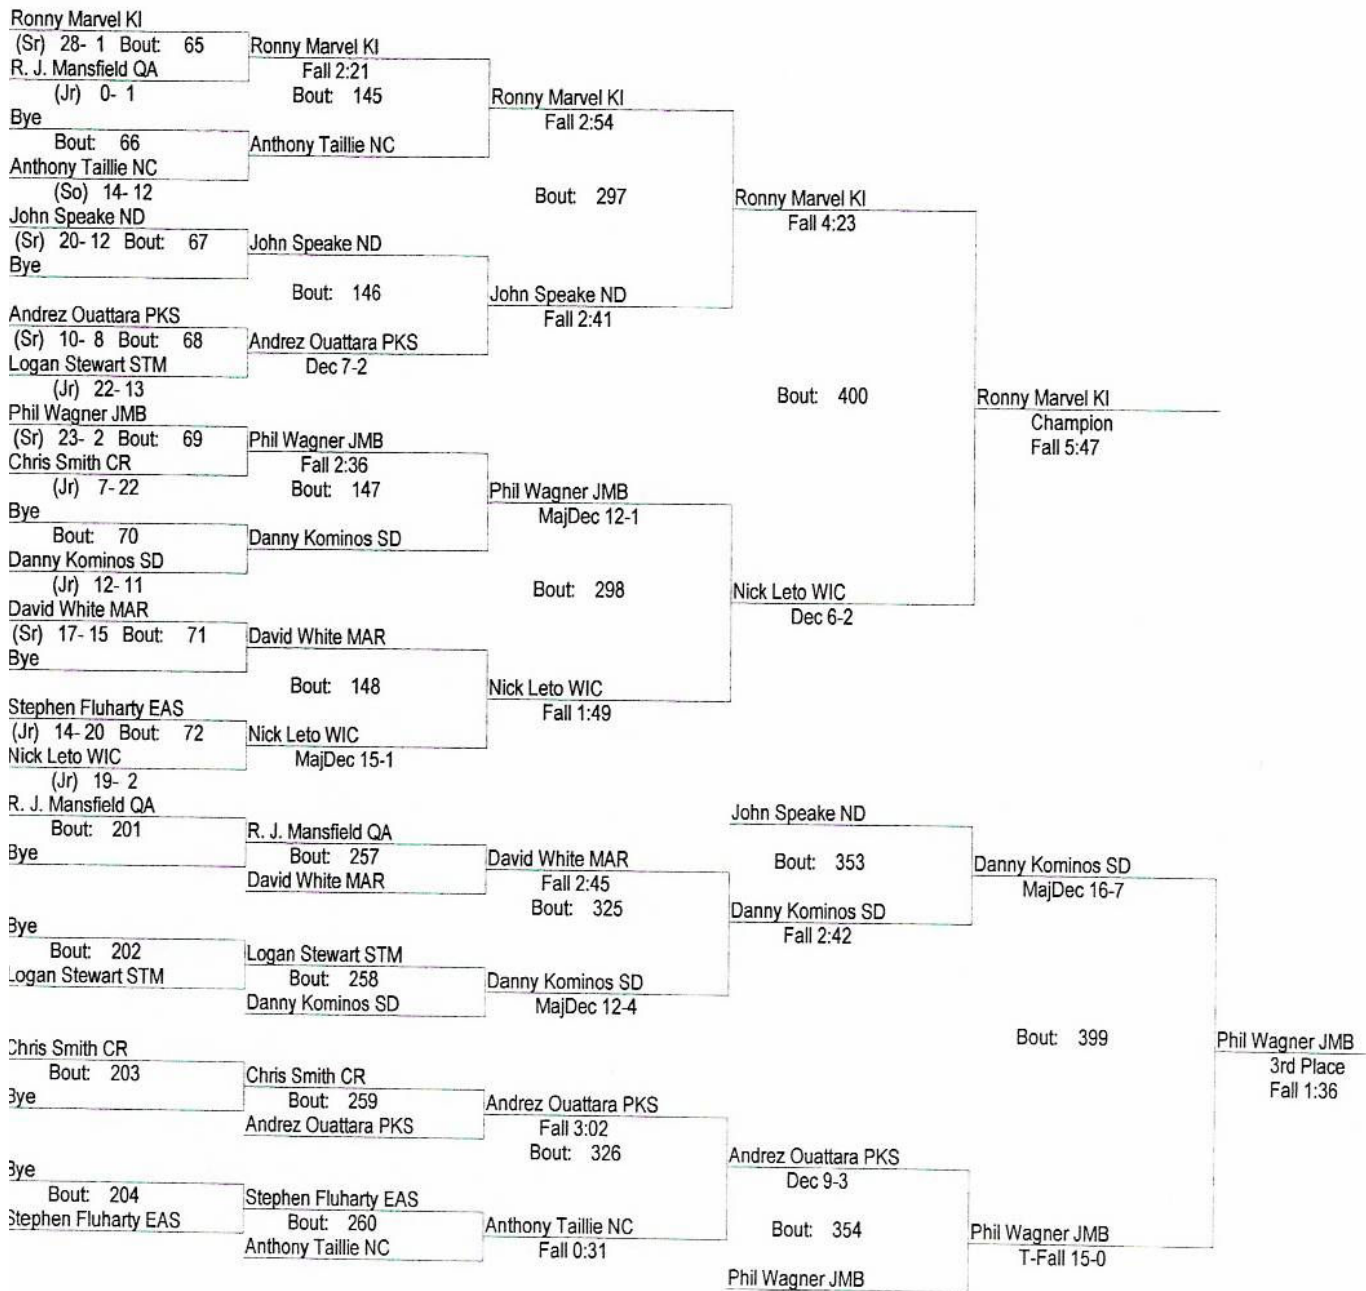 Ronny Marvel KI
(Sr) 28- 1 Bout: 65
R. J. Mansfield QA
(Jr) 0- 1
Bye
Bout: 66
Anthony Taillie NC
(So) 14- 12
John Speake ND
(Sr) 20- 12 Bout: 67
Bye
Andrez Ouattara PKS
(Sr) 10- 8 Bout: 68
Logan Stewart STM
(Jr) 22- 13
Phil Wagner JMB
(Sr) 23- 2 Bout: 69
Chris Smith CR
(Jr) 7- 22
Bye
Bout: 70
Danny Kominos SD
(Jr) 12- 11
David White MAR
(Sr) 17- 15 Bout: 71
Bye
Stephen Fluharty EAS
(Jr) 14- 20 Bout: 72
Nick Leto WIC
(Jr) 19- 2
Ronny Marvel KI
Fall 2:21
Bout: 145
Anthony Taillie NC
John Speake ND
Bout: 146
Andrez Ouattara PKS
Dec 7-2
Phil Wagner JMB
Fall 2:36
Bout: 147
Danny Kominos SD
David White MAR
Bout: 148
Nick Leto WIC
MajDec 15-1
Ronny Marvel KI
Fall 2:54
Bout: 297
John Speake ND
Fall 2:41
Phil Wagner JMB
MajDec 12-1
Bout: 298
Nick Leto WIC
Fall 1:49
Ronny Marvel KI
Fall 4:23
Bout: 400
Nick Leto WIC
Dec 6-2
Ronny Marvel KI
Champion
Fall 5:47
R. J. Mansfield QA
Bout: 201
Bye
Bye
Bout: 202
Logan Stewart STM
Chris Smith CR
Bout: 203
Bye
Bye
Bout: 204
Stephen Fluharty EAS
R. J. Mansfield QA
Bout: 257
David White MAR
Logan Stewart STM
Bout: 258
Danny Kominos SD
Chris Smith CR
Bout: 259
Andrez Ouattara PKS
Stephen Fluharty EAS
Bout: 260
Anthony Taillie NC
David White MAR
Fall 2:45
Bout: 325
Danny Kominos SD
MajDec 12-4
Andrez Ouattara PKS
Fall 3:02
Bout: 326
Anthony Taillie NC
Fall 0:31
John Speake ND
Bout: 353
Danny Kominos SD
Fall 2:42
Andrez Ouattara PKS
Dec 9-3
Bout: 354
Phil Wagner JMB
Danny Kominos SD
MajDec 16-7
Bout: 399
Phil Wagner JMB
T-Fall 15-0
Phil Wagner JMB
3rd Place
Fall 1:36